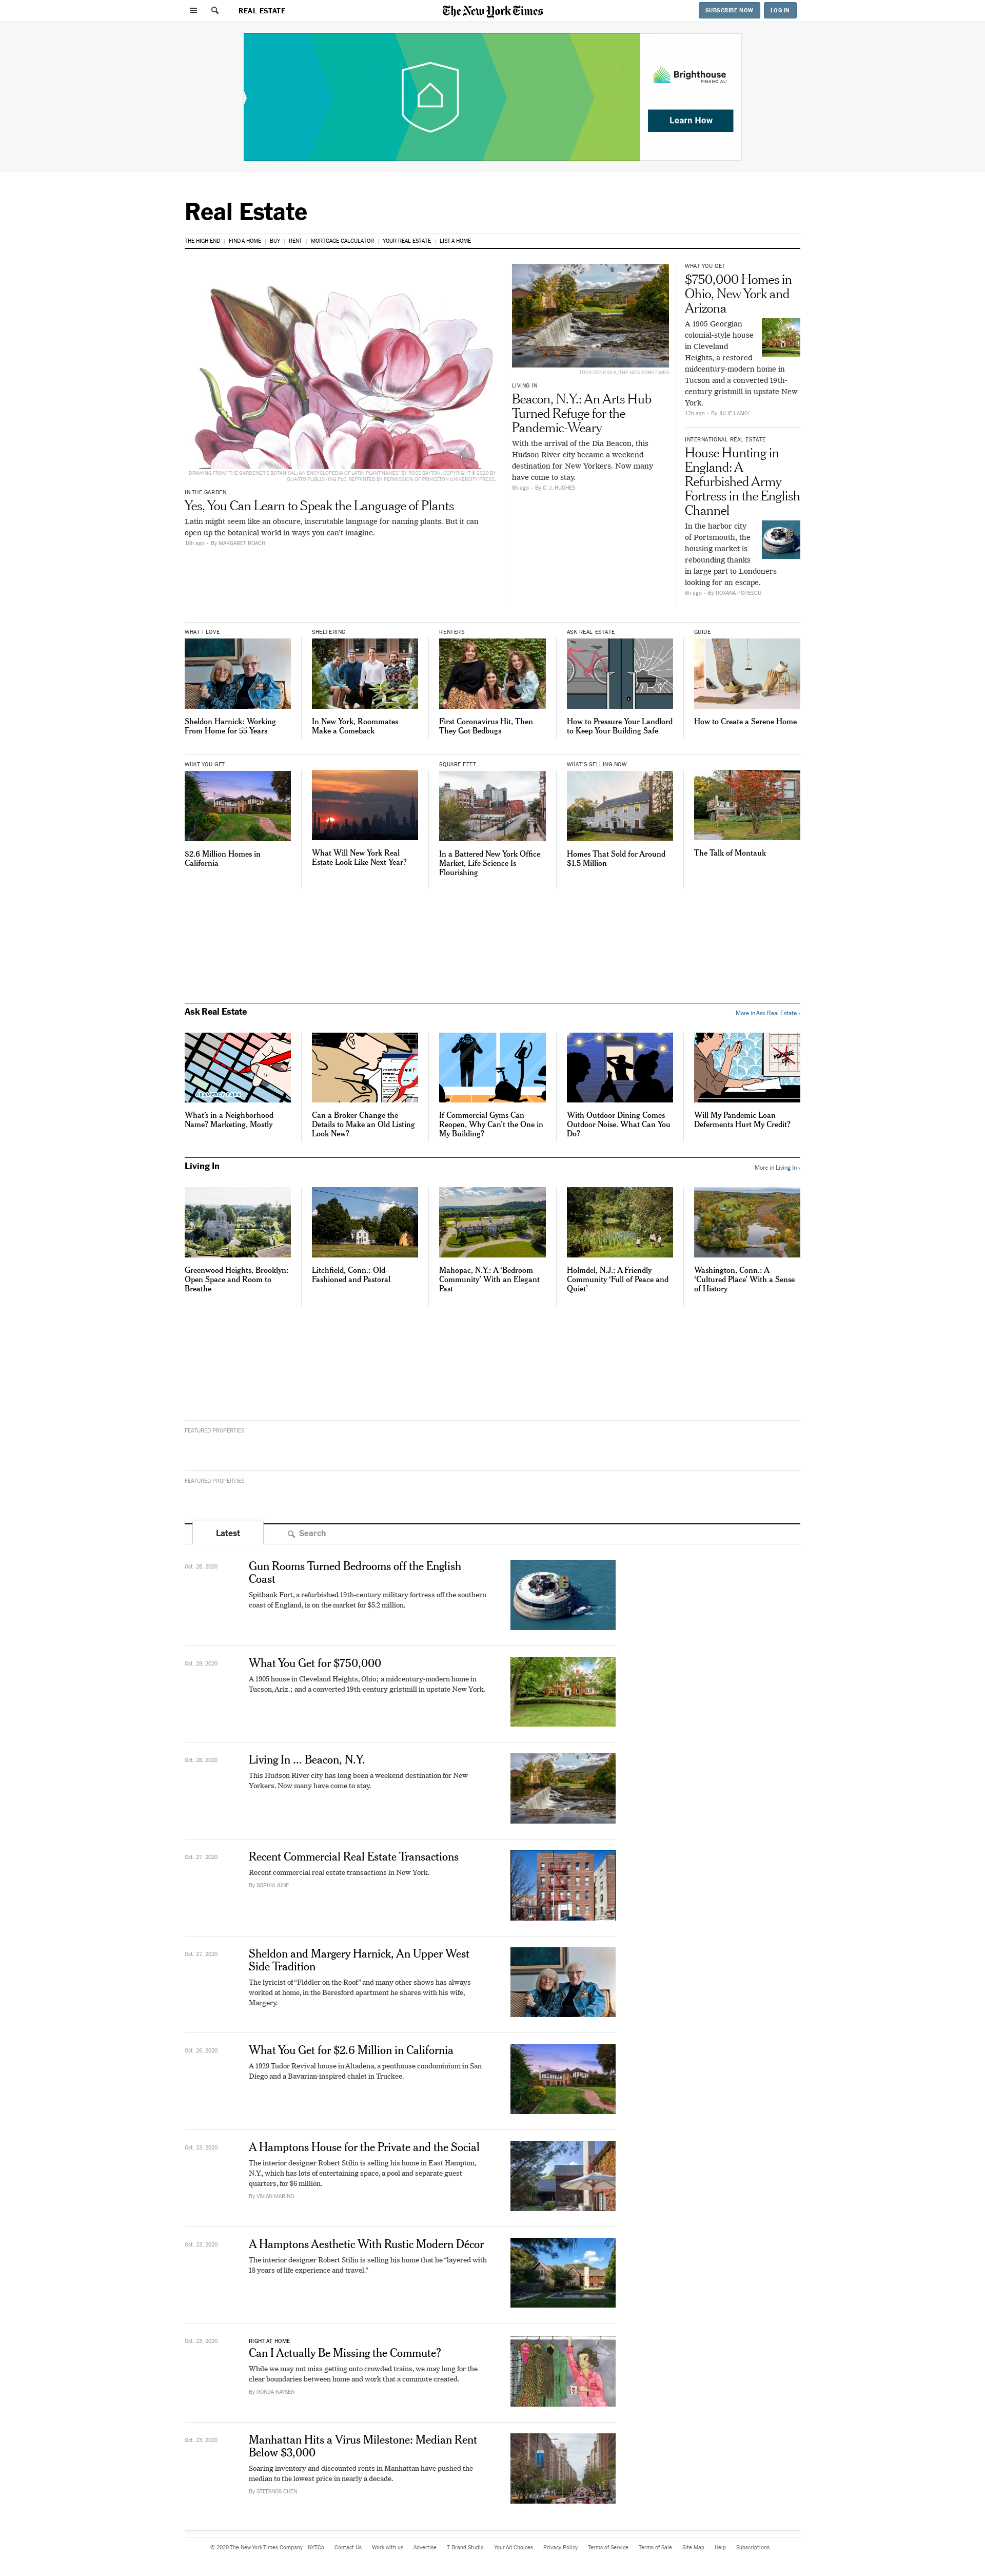 REAL ESTATE
The New York Times
SUBSCRIBE NOW
LOG IN
Brighthouse
FINANCIAL
Learn How
Real Estate
THE HIGH END
FIND A HOME
BUY
RENT
MORTGAGE CALCULATOR
YOUR REAL ESTATE
LIST A HOME
DRAWING FROM "THE GARDENER'S BOTANICAL: AN ENCYCLOPEDIA OF LATIN PLANT NAMES" BY ROSS BAYTON. COPYRIGHT © 2020 BY
QUARTO PUBLISHING PLC. REPRINTED BY PERMISSION OF PRINCETON UNIVERSITY PRESS.
IN THE GARDEN
Yes, You Can Learn to Speak the Language of Plants
Latin might seem like an obscure, inscrutable language for naming plants. But it can
open up the botanical world in ways you can't imagine.
16h ago – By MARGARET ROACH
TONY CENICOLA/THE NEW YORK TIMES
LIVING IN
Beacon, N.Y.: An Arts Hub
Turned Refuge for the
Pandemic-Weary
With the arrival of the Dia Beacon, this
Hudson River city became a weekend
destination for New Yorkers. Now many
have come to stay.
8h ago – By C. J. HUGHES
WHAT YOU GET
$750,000 Homes in
Ohio, New York and
Arizona
A 1905 Georgian
colonial-style house
in Cleveland
Heights, a restored
midcentury-modern home in
Tucson and a converted 19th-
century gristmill in upstate New
York.
12h ago – By JULIE LASKY
INTERNATIONAL REAL ESTATE
House Hunting in
England: A
Refurbished Army
Fortress in the English
Channel
In the harbor city
of Portsmouth, the
housing market is
rebounding thanks
in large part to Londoners
looking for an escape.
6h ago – By ROXANA POPESCU
WHAT I LOVE
Sheldon Harnick: Working
From Home for 55 Years
SHELTERING
In New York, Roommates
Make a Comeback
RENTERS
First Coronavirus Hit, Then
They Got Bedbugs
ASK REAL ESTATE
How to Pressure Your Landlord
to Keep Your Building Safe
GUIDE
How to Create a Serene Home
WHAT YOU GET
$2.6 Million Homes in
California
What Will New York Real
Estate Look Like Next Year?
SQUARE FEET
In a Battered New York Office
Market, Life Science Is
Flourishing
WHAT'S SELLING NOW
Homes That Sold for Around
$1.5 Million
The Talk of Montauk
Ask Real Estate
More in Ask Real Estate ›
GRAMERCY PARK
What's in a Neighborhood
Name? Marketing, Mostly
Can a Broker Change the
Details to Make an Old Listing
Look New?
If Commercial Gyms Can
Reopen, Why Can't the One in
My Building?
With Outdoor Dining Comes
Outdoor Noise. What Can You
Do?
Will My Pandemic Loan
Deferments Hurt My Credit?
Living In
More in Living In ›
Greenwood Heights, Brooklyn:
Open Space and Room to
Breathe
Litchfield, Conn.: Old-
Fashioned and Pastoral
Mahopac, N.Y.: A 'Bedroom
Community' With an Elegant
Past
Holmdel, N.J.: A Friendly
Community 'Full of Peace and
Quiet'
Washington, Conn.: A
'Cultured Place' With a Sense
of History
FEATURED PROPERTIES
FEATURED PROPERTIES
Latest
Search
Oct. 28, 2020
Gun Rooms Turned Bedrooms off the English
Coast
Spitbank Fort, a refurbished 19th-century military fortress off the southern
coast of England, is on the market for $5.2 million.
Oct. 28, 2020
What You Get for $750,000
A 1905 house in Cleveland Heights, Ohio; a midcentury-modern home in
Tucson, Ariz.; and a converted 19th-century gristmill in upstate New York.
Oct. 28, 2020
Living In ... Beacon, N.Y.
This Hudson River city has long been a weekend destination for New
Yorkers. Now many have come to stay.
Oct. 27, 2020
Recent Commercial Real Estate Transactions
Recent commercial real estate transactions in New York.
By SOPHIA JUNE
Oct. 27, 2020
Sheldon and Margery Harnick, An Upper West
Side Tradition
The lyricist of "Fiddler on the Roof" and many other shows has always
worked at home, in the Beresford apartment he shares with his wife,
Margery.
Oct. 26, 2020
What You Get for $2.6 Million in California
A 1929 Tudor Revival house in Altadena, a penthouse condominium in San
Diego and a Bavarian-inspired chalet in Truckee.
Oct. 23, 2020
A Hamptons House for the Private and the Social
The interior designer Robert Stilin is selling his home in East Hampton,
N.Y., which has lots of entertaining space, a pool and separate guest
quarters, for $6 million.
By VIVIAN MARINO
Oct. 23, 2020
A Hamptons Aesthetic With Rustic Modern Décor
The interior designer Robert Stilin is selling his home that he "layered with
18 years of life experience and travel."
Oct. 23, 2020
RIGHT AT HOME
Can I Actually Be Missing the Commute?
While we may not miss getting onto crowded trains, we may long for the
clear boundaries between home and work that a commute created.
By RONDA KAYSEN
Oct. 23, 2020
Manhattan Hits a Virus Milestone: Median Rent
Below $3,000
Soaring inventory and discounted rents in Manhattan have pushed the
median to the lowest price in nearly a decade.
By STEFANOS CHEN
© 2020 The New York Times Company
NYTCo
Contact Us
Work with us
Advertise
T Brand Studio
Your Ad Choices
Privacy Policy
Terms of Service
Terms of Sale
Site Map
Help
Subscriptions